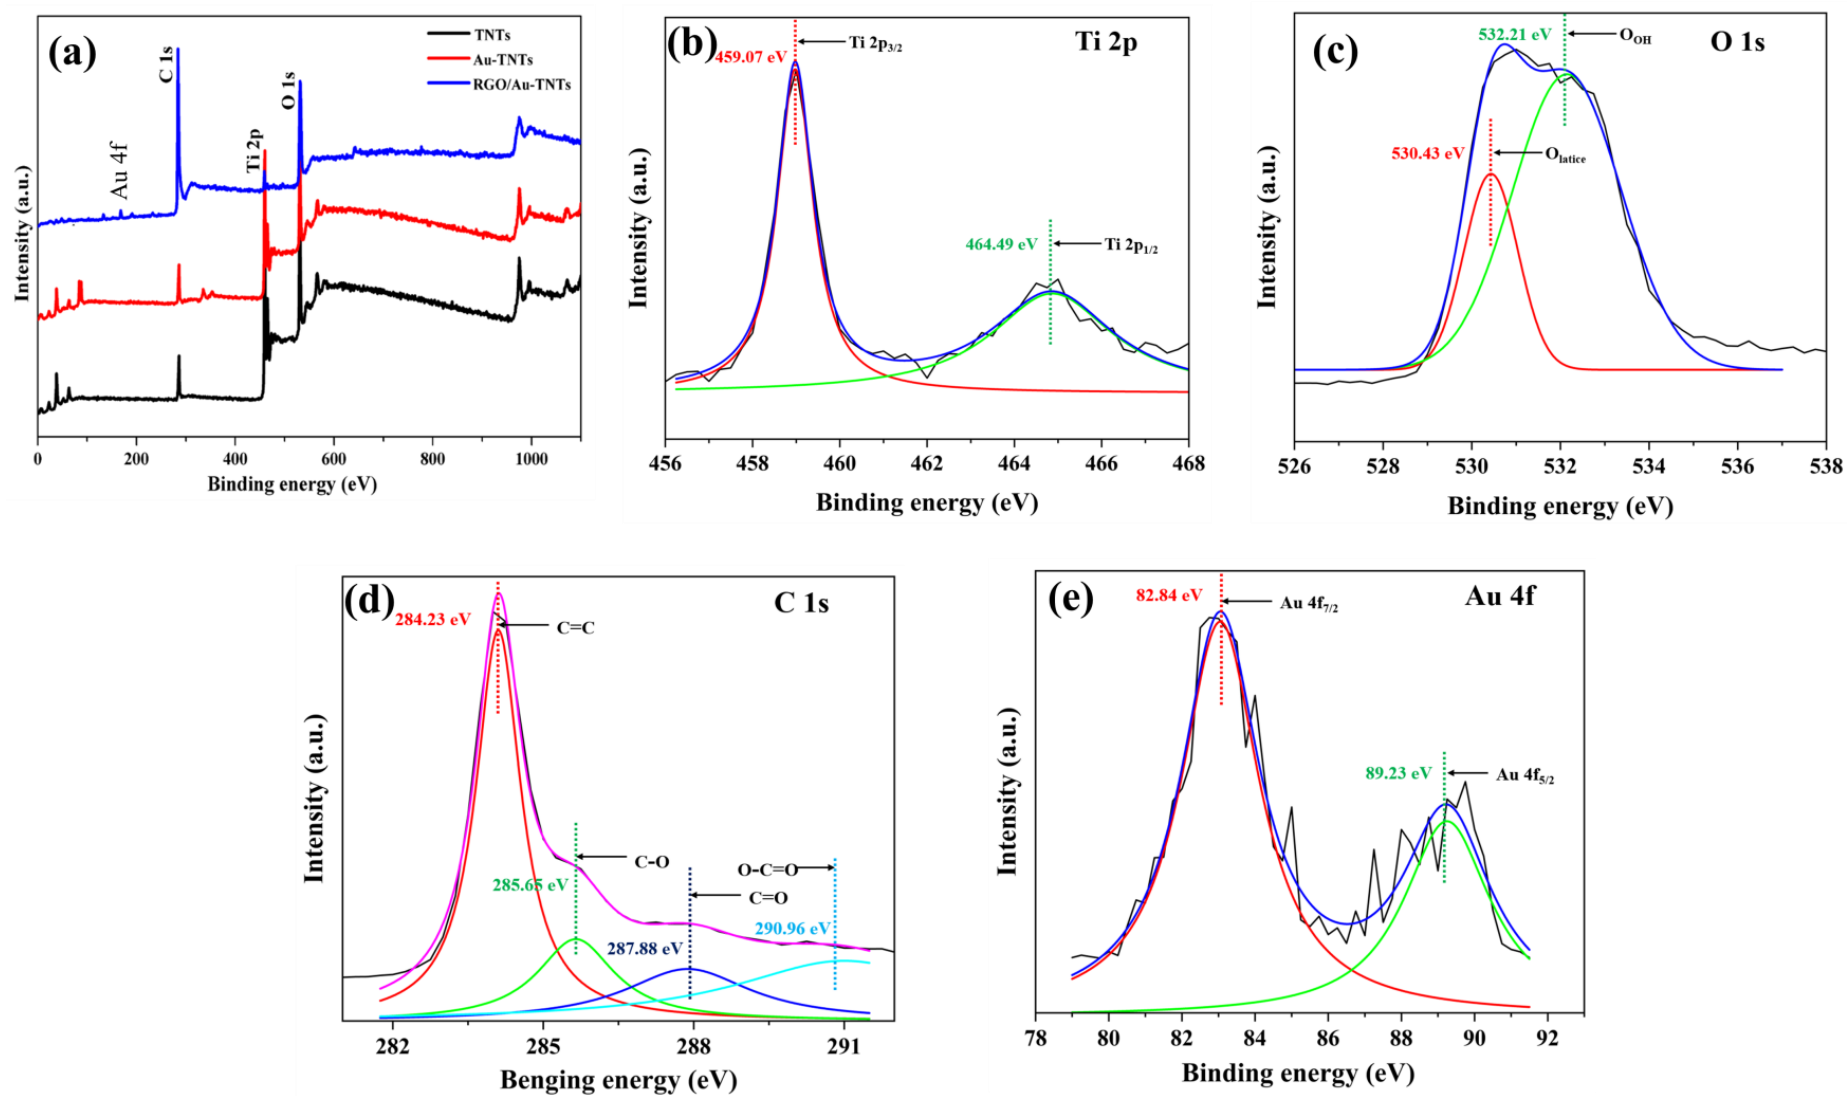 (a)
TNTs
Au-TNTs
RGO/Au-TNTs
C 1s
O 1s
Ti 2p
Au 4f
Intensity (a.u.)
0 200 400 600 800 1000
Binding energy (eV)
(b)
Ti 2p
459.07 eV
Ti 2p3/2
464.49 eV
Ti 2p1/2
Intensity (a.u.)
456 458 460 462 464 466 468
Binding energy (eV)
(c)
O 1s
532.21 eV
OOH
530.43 eV
Olatice
Intensity (a.u.)
526 528 530 532 534 536 538
Binding energy (eV)
(d)
C 1s
284.23 eV
C=C
C-O
285.65 eV
O-C=O
C=O
290.96 eV
287.88 eV
Intensity (a.u.)
282 285 288 291
Benging energy (eV)
(e)
Au 4f
82.84 eV
Au 4f7/2
89.23 eV
Au 4f5/2
Intensity (a.u.)
78 80 82 84 86 88 90 92
Binding energy (eV)